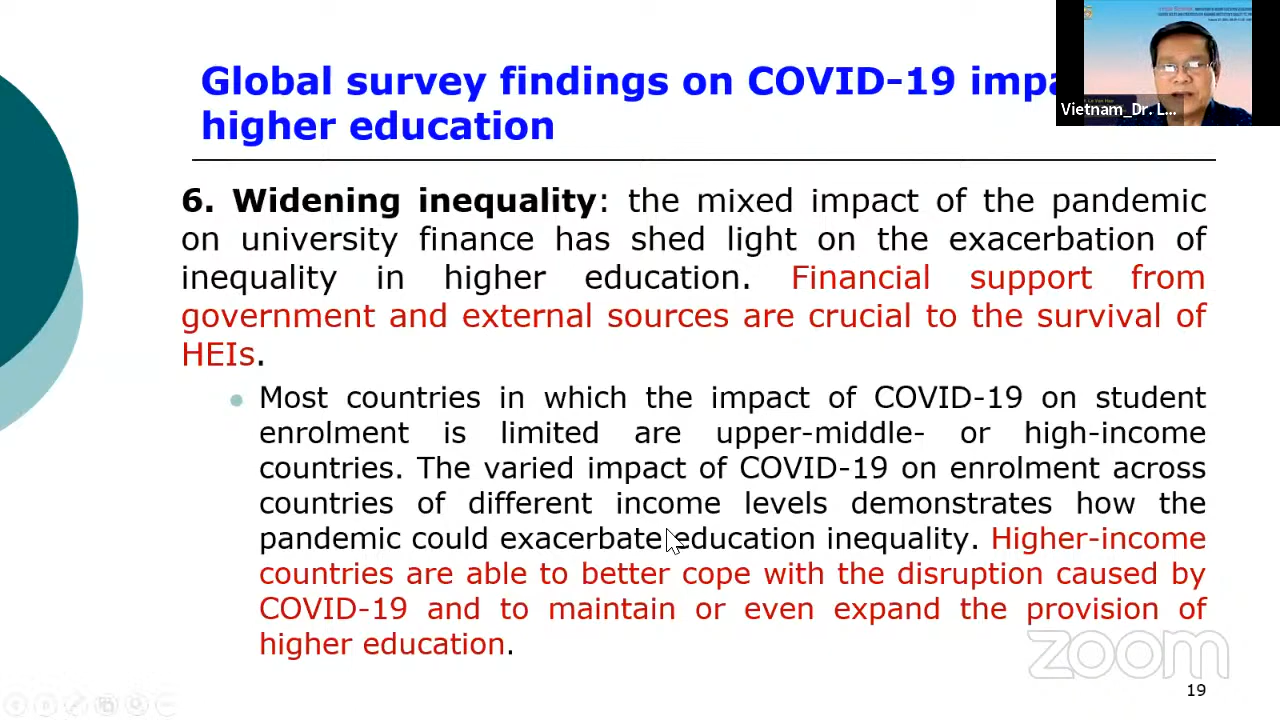 Global survey findings on COVID-19 impa
higher education
Vietnam_Dr. L...
6. Widening inequality: the mixed impact of the pandemic
on university finance has shed light on the exacerbation of
inequality in higher education. Financial support from
government and external sources are crucial to the survival of
HEIs.
Most countries in which the impact of COVID-19 on student
enrolment is limited are upper-middle- or high-income
countries. The varied impact of COVID-19 on enrolment across
countries of different income levels demonstrates how the
pandemic could exacerbate education inequality. Higher-income
countries are able to better cope with the disruption caused by
COVID-19 and to maintain or even expand the provision of
higher education.
zoom
19